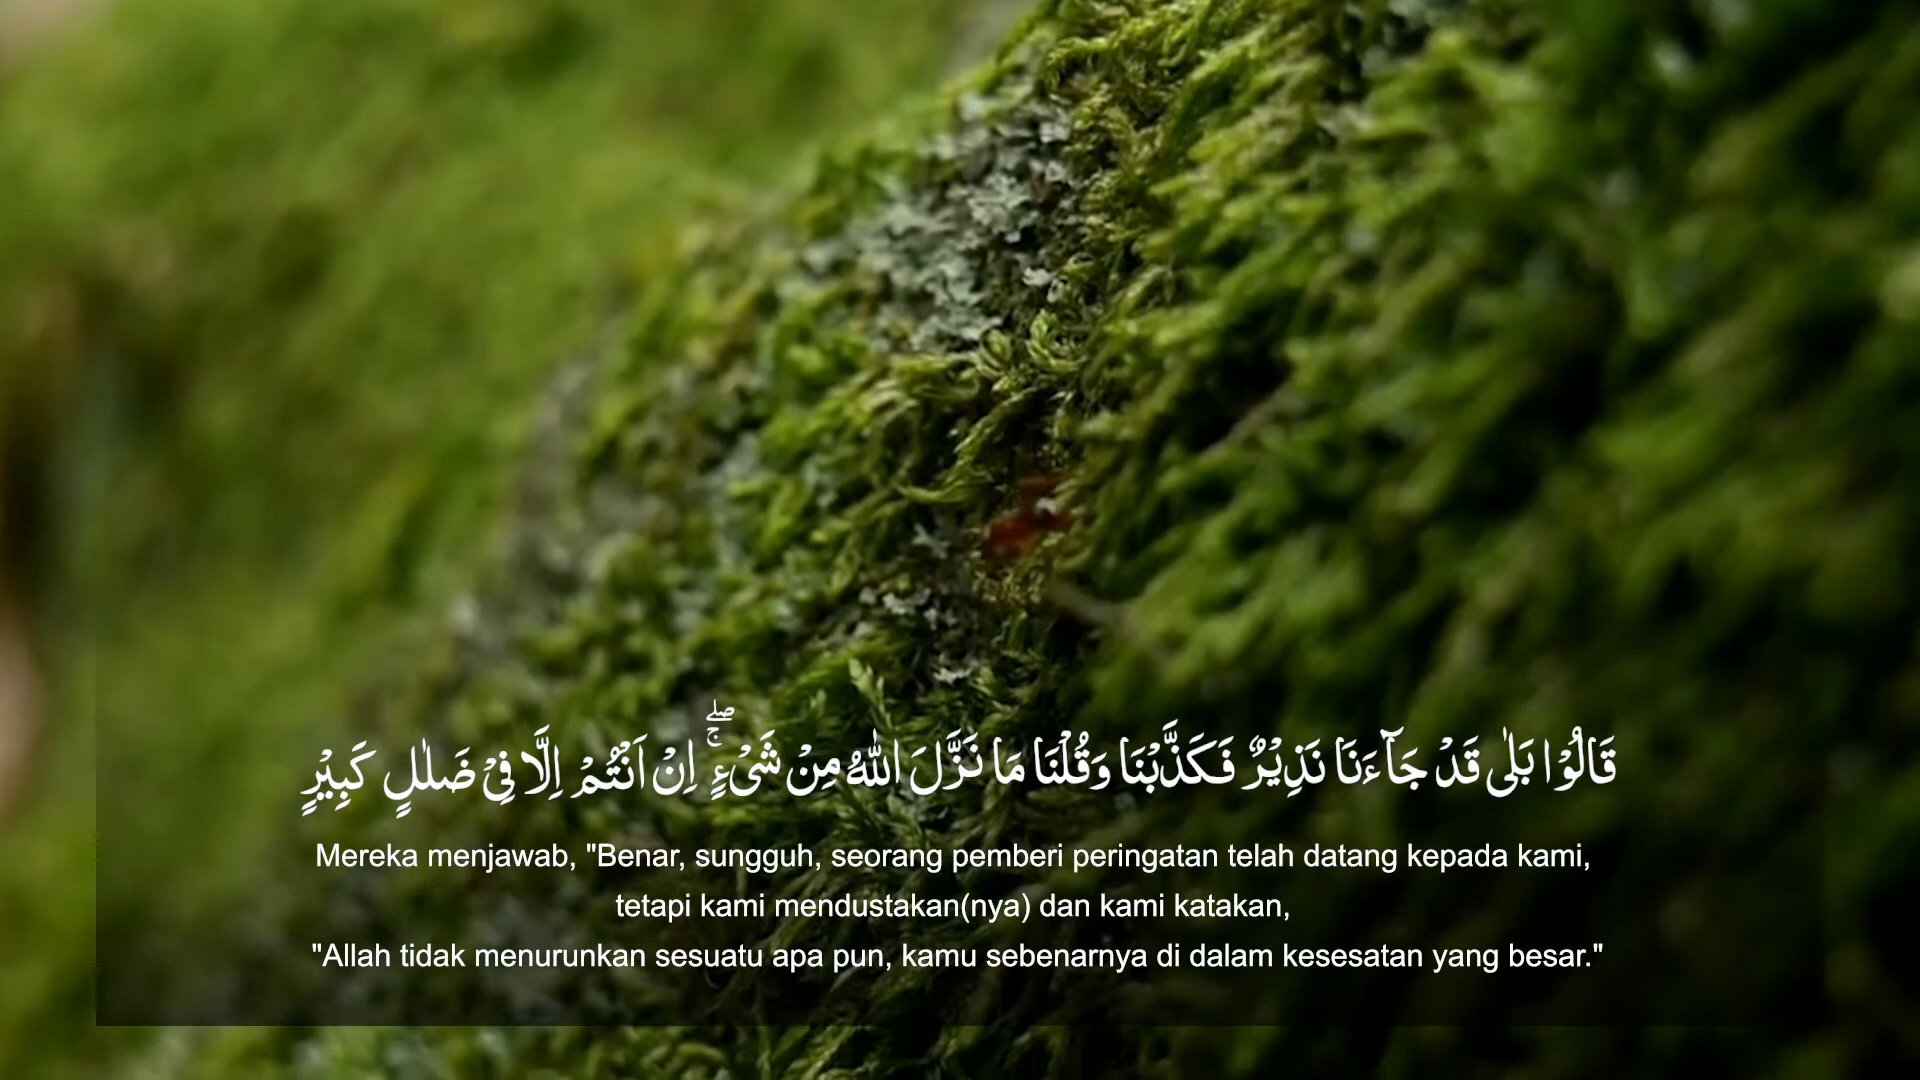 قَالُوْا بَلٰى قَدْ جَاۤءَنَا نَذِيْرٌ فَكَذَّبْنَا وَقُلْنَا مَا نَزَّلَ اللّٰهُ مِنْ شَيْءٍۖۚ اِنْ اَنْتُمْ اِلَّا فِيْ ضَلٰلٍ كَبِيْرٍ
Mereka menjawab, "Benar, sungguh, seorang pemberi peringatan telah datang kepada kami,
tetapi kami mendustakan(nya) dan kami katakan,
"Allah tidak menurunkan sesuatu apa pun, kamu sebenarnya di dalam kesesatan yang besar."